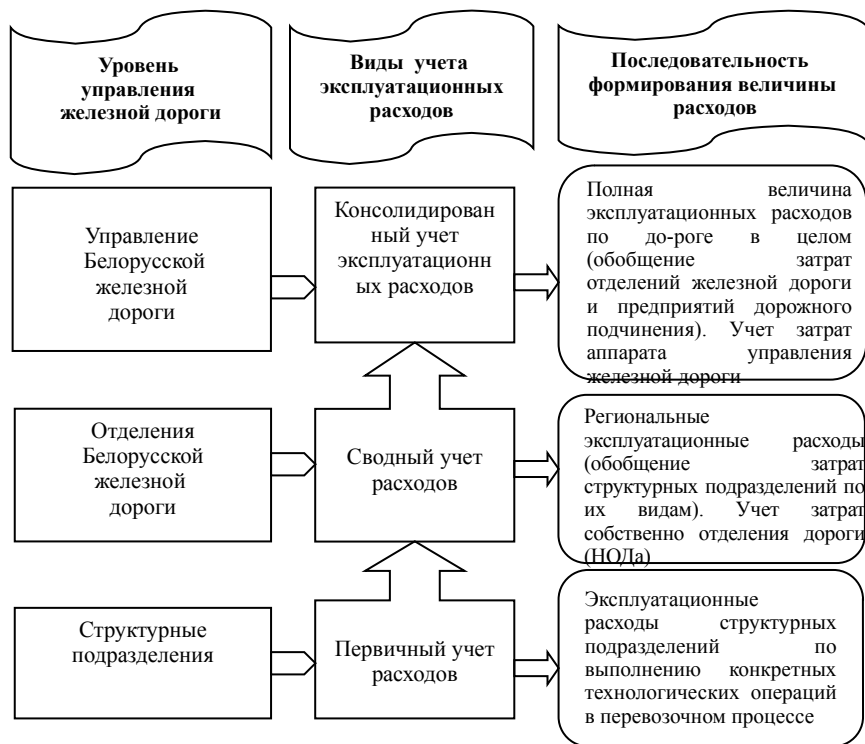 Уровень
управления
железной дороги
Виды учета
эксплуатационных
расходов
Последовательность
формирования величины
расходов
Управление
Белорусской
железной
дороги
Консолидирован
ный учет
эксплуатационн
ых расходов
Полная величина
эксплуатационных расходов
по до-роге в целом
(обобщение затрат
отделений железной дороги
и предприятий дорожного
подчинения). Учет затрат
аппарата управления
железной дороги
Отделения
Белорусской
железной
дороги
Сводный учет
расходов
Региональные
эксплуатационные расходы
(обобщение затрат
структурных подразделений по
их видам). Учет затрат
собственно отделения дороги
(НОДа)
Структурные
подразделения
Первичный учет
расходов
Эксплуатационные
расходы структурных
подразделений по
выполнению конкретных
технологических операций
в перевозочном процессе